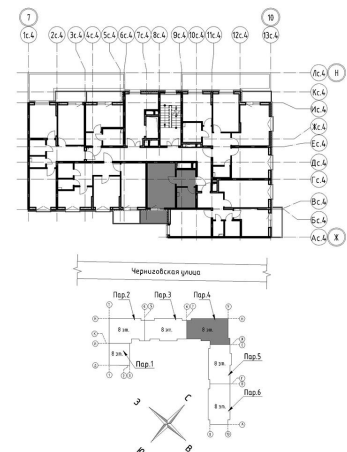 7
10
1с.4 2с.4 3с.4 4с.4 5с.4 6с.4 7с.4 8с.4 9с.4 10с.4 11с.4 12с.4 13с.4
Лс.4 Н
Кс.4
Ис.4
Жс.4
Ес.4
Дс.4
Гс.4
Вс.4
Бс.4
Ас.4 Ж
Черниговская улица
Пар.2 Пар.3 Пар.4
8 эт. 8 эт. 8 эт.
8 эт. Пар.1
8 эт. Пар.5
Пар.6
8 эт.
З С
Ю В